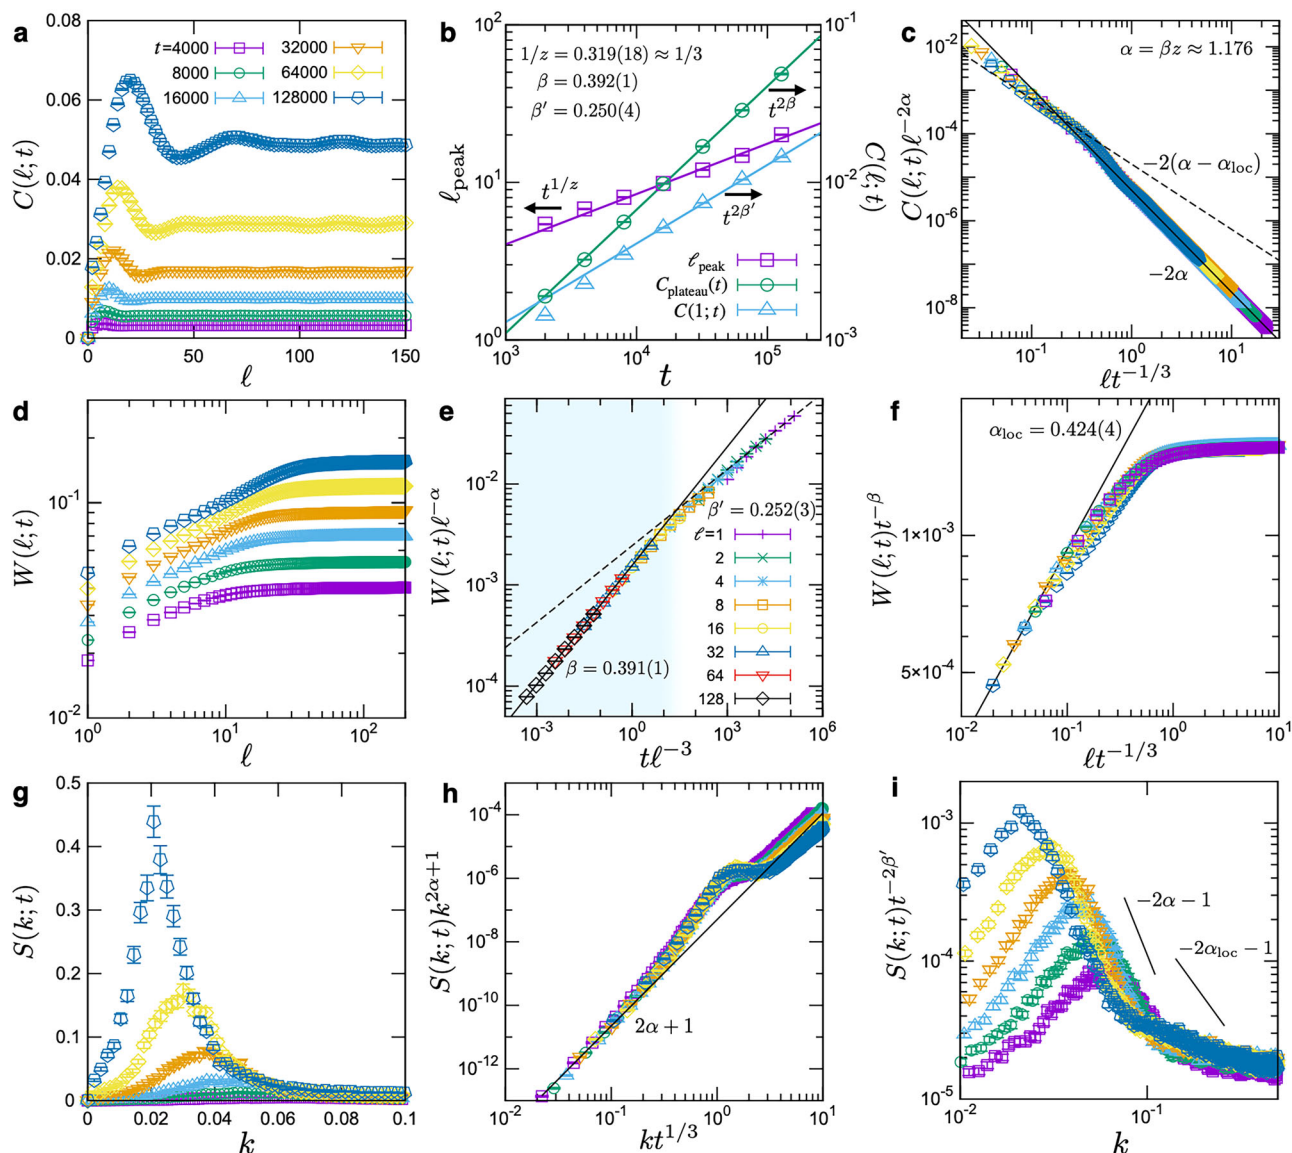 a
t=4000
8000
16000
32000
64000
128000
C(ℓ; t)
0.08
0.06
0.04
0.02
0
0 50 100 150
ℓ
b
1/z = 0.319(18) ≈ 1/3
β = 0.392(1)
β′ = 0.250(4)
t^{2β}
t^{1/z}
t^{2β′}
ℓ_peak
C_plateau(t)
C(1; t)
ℓ_peak
10^2
10^1
10^0
10^{-1}
10^{-2}
10^{-3}
C(ℓ; t)
10^3 10^4 10^5
t
c
α = βz ≈ 1.176
−2(α − α_loc)
−2α
C(ℓ; t)ℓ^{−2α}
10^{-2}
10^{-4}
10^{-6}
10^{-8}
10^{-1} 10^0 10^1
ℓt^{−1/3}
d
W(ℓ; t)
10^{-1}
10^{-2}
10^0 10^1 10^2
ℓ
e
β′ = 0.252(3)
ℓ=1
2
4
8
16
32
64
128
β = 0.391(1)
W(ℓ; t)ℓ^{−α}
10^{-2}
10^{-3}
10^{-4}
10^{-3} 10^0 10^3 10^6
tℓ^{−3}
f
α_loc = 0.424(4)
W(ℓ; t)t^{−β}
1×10^{-3}
5×10^{-4}
10^{-2} 10^{-1} 10^0 10^1
ℓt^{−1/3}
g
S(k; t)
0.5
0.4
0.3
0.2
0.1
0
0 0.02 0.04 0.06 0.08 0.1
k
h
2α + 1
S(k; t)k^{2α+1}
10^{-4}
10^{-6}
10^{-8}
10^{-10}
10^{-12}
10^{-2} 10^{-1} 10^0 10^1
kt^{1/3}
i
−2α − 1
−2α_loc − 1
S(k; t)t^{−2β′}
10^{-3}
10^{-4}
10^{-5}
10^{-2} 10^{-1}
k